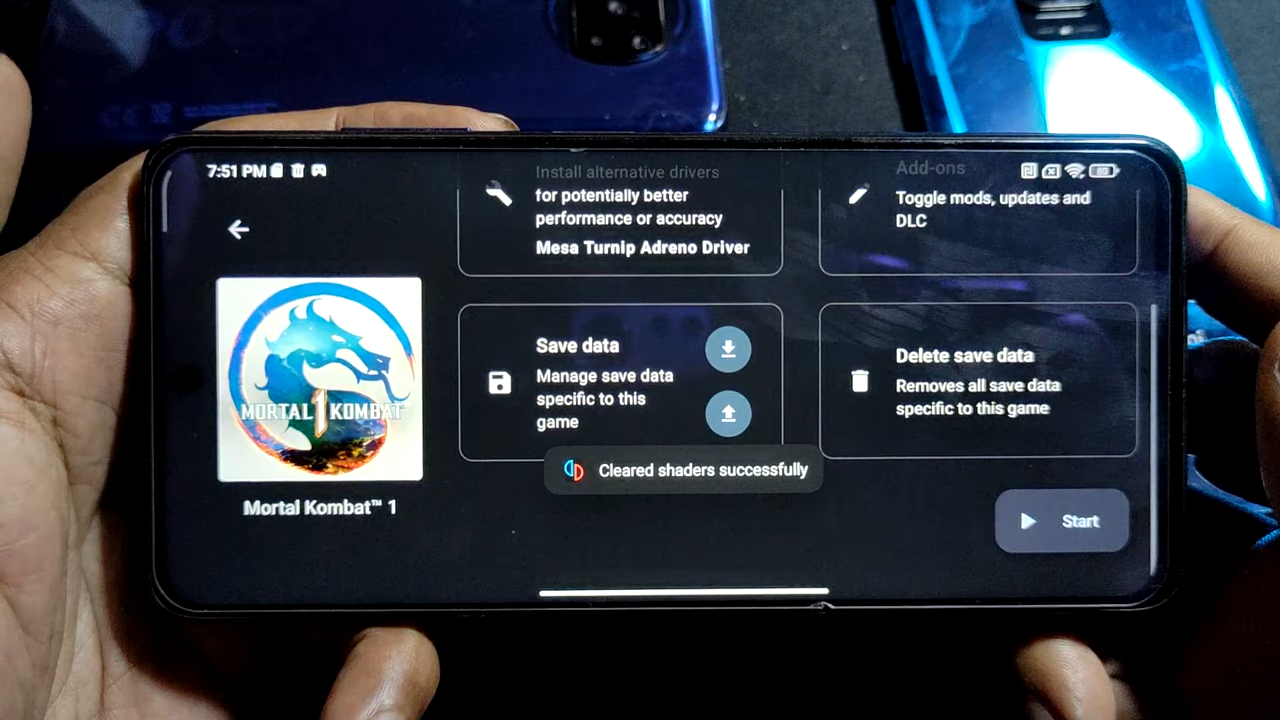 7:51 PM
80
Install alternative drivers
for potentially better
performance or accuracy
Mesa Turnip Adreno Driver
Add-ons
Toggle mods, updates and
DLC
MORTAL 1 KOMBAT
Mortal Kombat™ 1
Save data
Manage save data
specific to this
game
Delete save data
Removes all save data
specific to this game
Cleared shaders successfully
Start